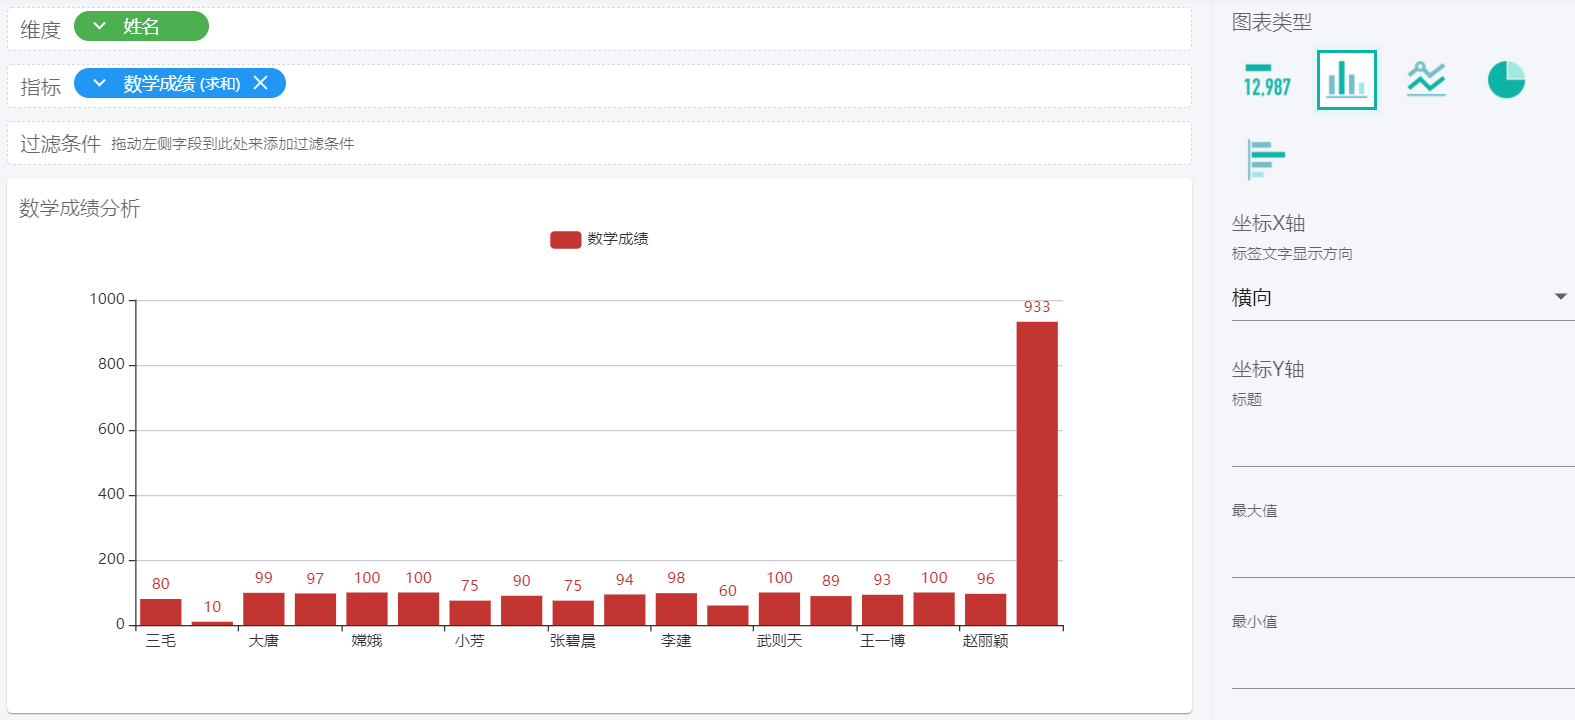 维度 姓名
指标 数学成绩 (求和)
过滤条件 拖动左侧字段到此处来添加过滤条件
数学成绩分析
数学成绩
1000
800
600
400
200
0
80
10
99
97
100
100
75
90
75
94
98
60
100
89
93
100
96
933
三毛
大唐
嫦娥
小芳
张碧晨
李建
武则天
王一博
赵丽颖
图表类型
12,987
坐标X轴
标签文字显示方向
横向
坐标Y轴
标题
最大值
最小值